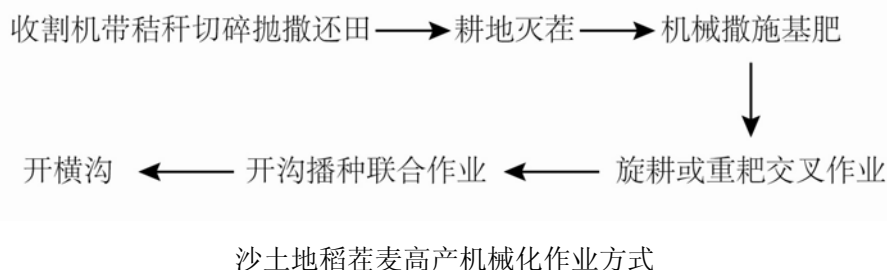 收割机带秸秆切碎抛撒还田 耕地灭茬 机械撒施基肥
旋耕或重耙交叉作业
开沟播种联合作业
开横沟
沙土地稻茬麦高产机械化作业方式